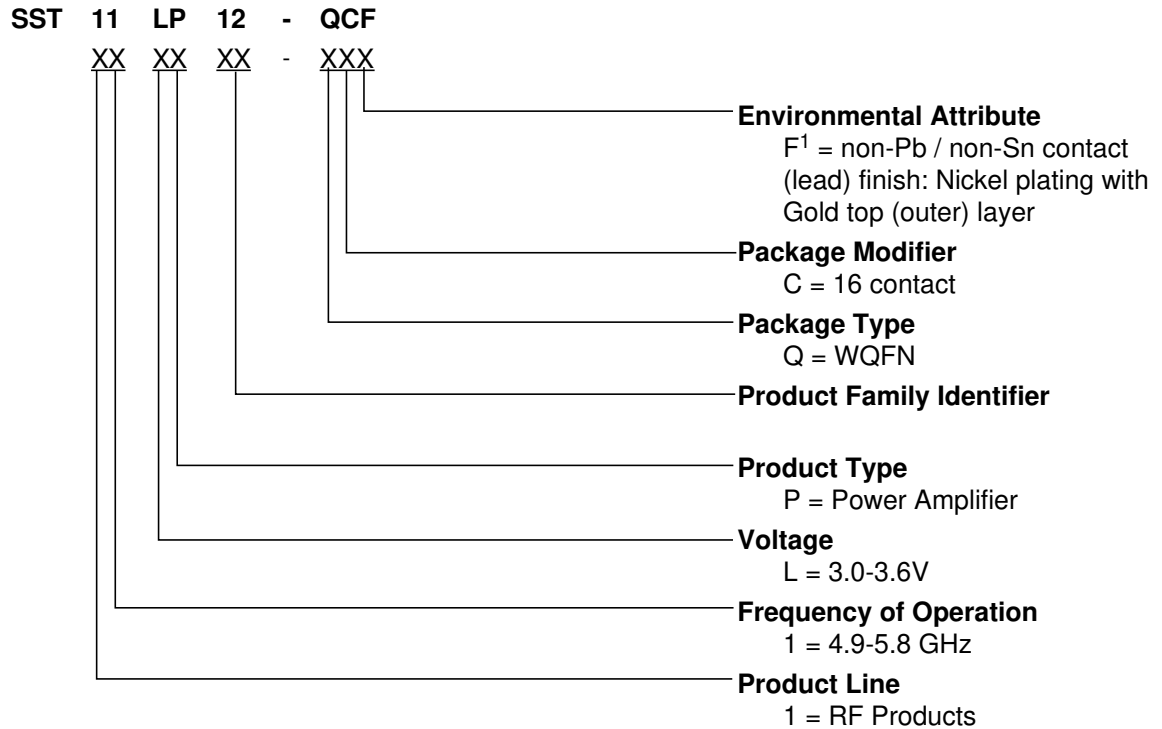 SST 11 LP 12 - QCF
XX XX XX - XXX
Environmental Attribute
F1 = non-Pb / non-Sn contact
(lead) finish: Nickel plating with
Gold top (outer) layer
Package Modifier
C = 16 contact
Package Type
Q = WQFN
Product Family Identifier
Product Type
P = Power Amplifier
Voltage
L = 3.0-3.6V
Frequency of Operation
1 = 4.9-5.8 GHz
Product Line
1 = RF Products